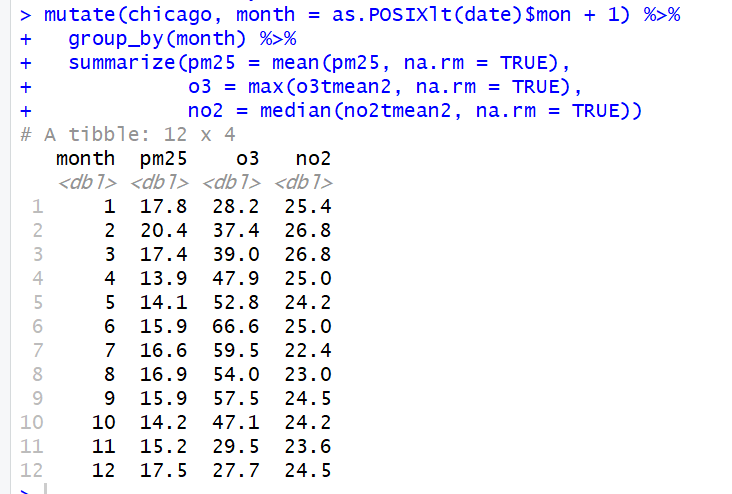 > mutate(chicago, month = as.POSIXlt(date)$mon + 1) %>%
+   group_by(month) %>%
+   summarize(pm25 = mean(pm25, na.rm = TRUE),
+             o3 = max(o3tmean2, na.rm = TRUE),
+             no2 = median(no2tmean2, na.rm = TRUE))
# A tibble: 12 x 4
   month  pm25    o3   no2
   <dbl> <dbl> <dbl> <dbl>
 1     1  17.8  28.2  25.4
 2     2  20.4  37.4  26.8
 3     3  17.4  39.0  26.8
 4     4  13.9  47.9  25.0
 5     5  14.1  52.8  24.2
 6     6  15.9  66.6  25.0
 7     7  16.6  59.5  22.4
 8     8  16.9  54.0  23.0
 9     9  15.9  57.5  24.5
10    10  14.2  47.1  24.2
11    11  15.2  29.5  23.6
12    12  17.5  27.7  24.5
>